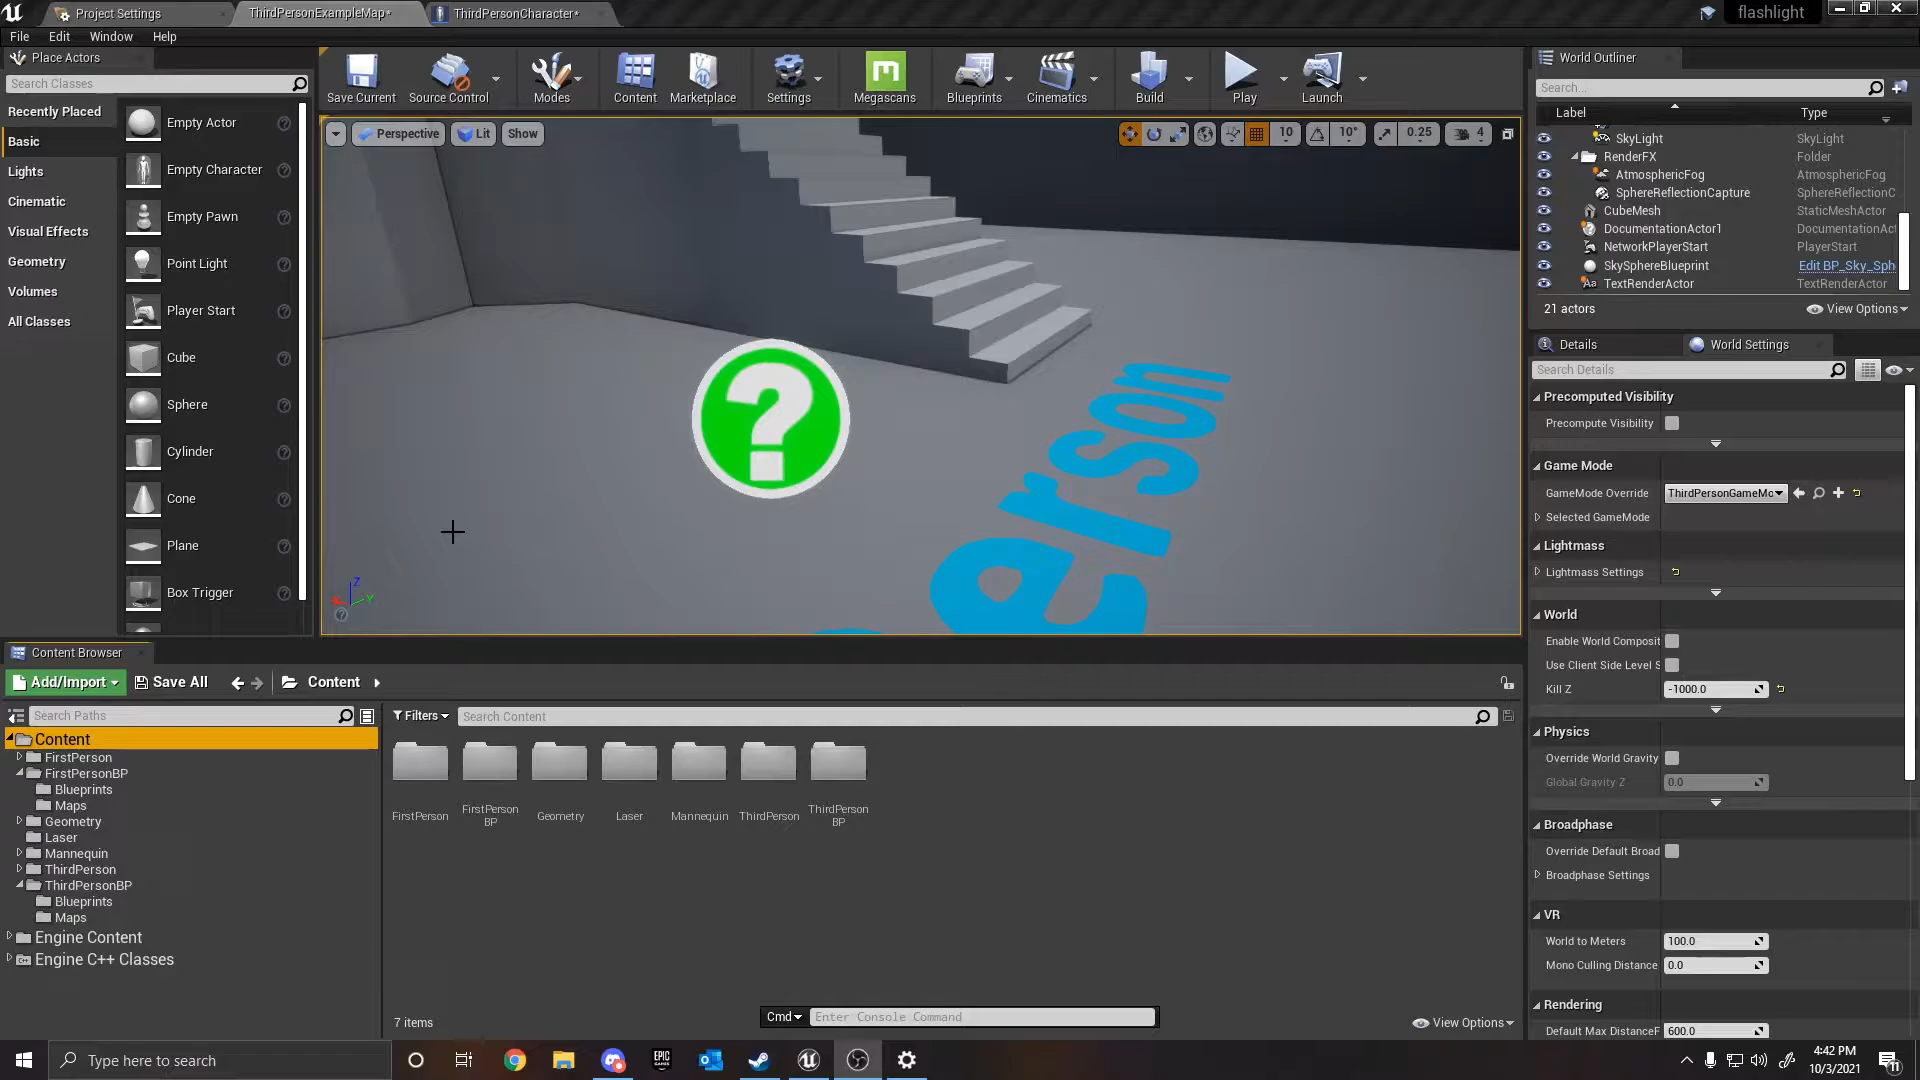 Project Settings
ThirdPersonExampleMap*
ThirdPersonCharacter*
flashlight
File
Edit
Window
Help
Place Actors
Search Classes
Recently Placed
Basic
Lights
Cinematic
Visual Effects
Geometry
Volumes
All Classes
Empty Actor
Empty Character
Empty Pawn
Point Light
Player Start
Cube
Sphere
Cylinder
Cone
Plane
Box Trigger
Save Current
Source Control
Modes
Content
Marketplace
Settings
Megascans
Blueprints
Cinematics
Build
Play
Launch
Perspective
Lit
Show
10
10°
0.25
4
?
erson
Z
Y
World Outliner
Search...
Label
Type
SkyLight
SkyLight
RenderFX
Folder
AtmosphericFog
AtmosphericFog
SphereReflectionCapture
SphereReflectionC
CubeMesh
StaticMeshActor
DocumentationActor1
DocumentationAct
NetworkPlayerStart
PlayerStart
SkySphereBlueprint
Edit BP_Sky_Sph
TextRenderActor
TextRenderActor
21 actors
View Options
Details
World Settings
Search Details
Precomputed Visibility
Precompute Visibility
Game Mode
GameMode Override
ThirdPersonGameMo
Selected GameMode
Lightmass
Lightmass Settings
World
Enable World Composit
Use Client Side Level S
Kill Z
-1000.0
Physics
Override World Gravity
Global Gravity Z
0.0
Broadphase
Override Default Broad
Broadphase Settings
VR
World to Meters
100.0
Mono Culling Distance
0.0
Rendering
Default Max DistanceF
600.0
Content Browser
Add/Import
Save All
Content
Search Paths
Filters
Search Content
Content
FirstPerson
FirstPersonBP
Blueprints
Maps
Geometry
Laser
Mannequin
ThirdPerson
ThirdPersonBP
Blueprints
Maps
Engine Content
Engine C++ Classes
FirstPerson
FirstPerson
BP
Geometry
Laser
Mannequin
ThirdPerson
ThirdPerson
BP
7 items
Cmd
Enter Console Command
View Options
Type here to search
EPIC
GAMES
4:42 PM
10/3/2021
11